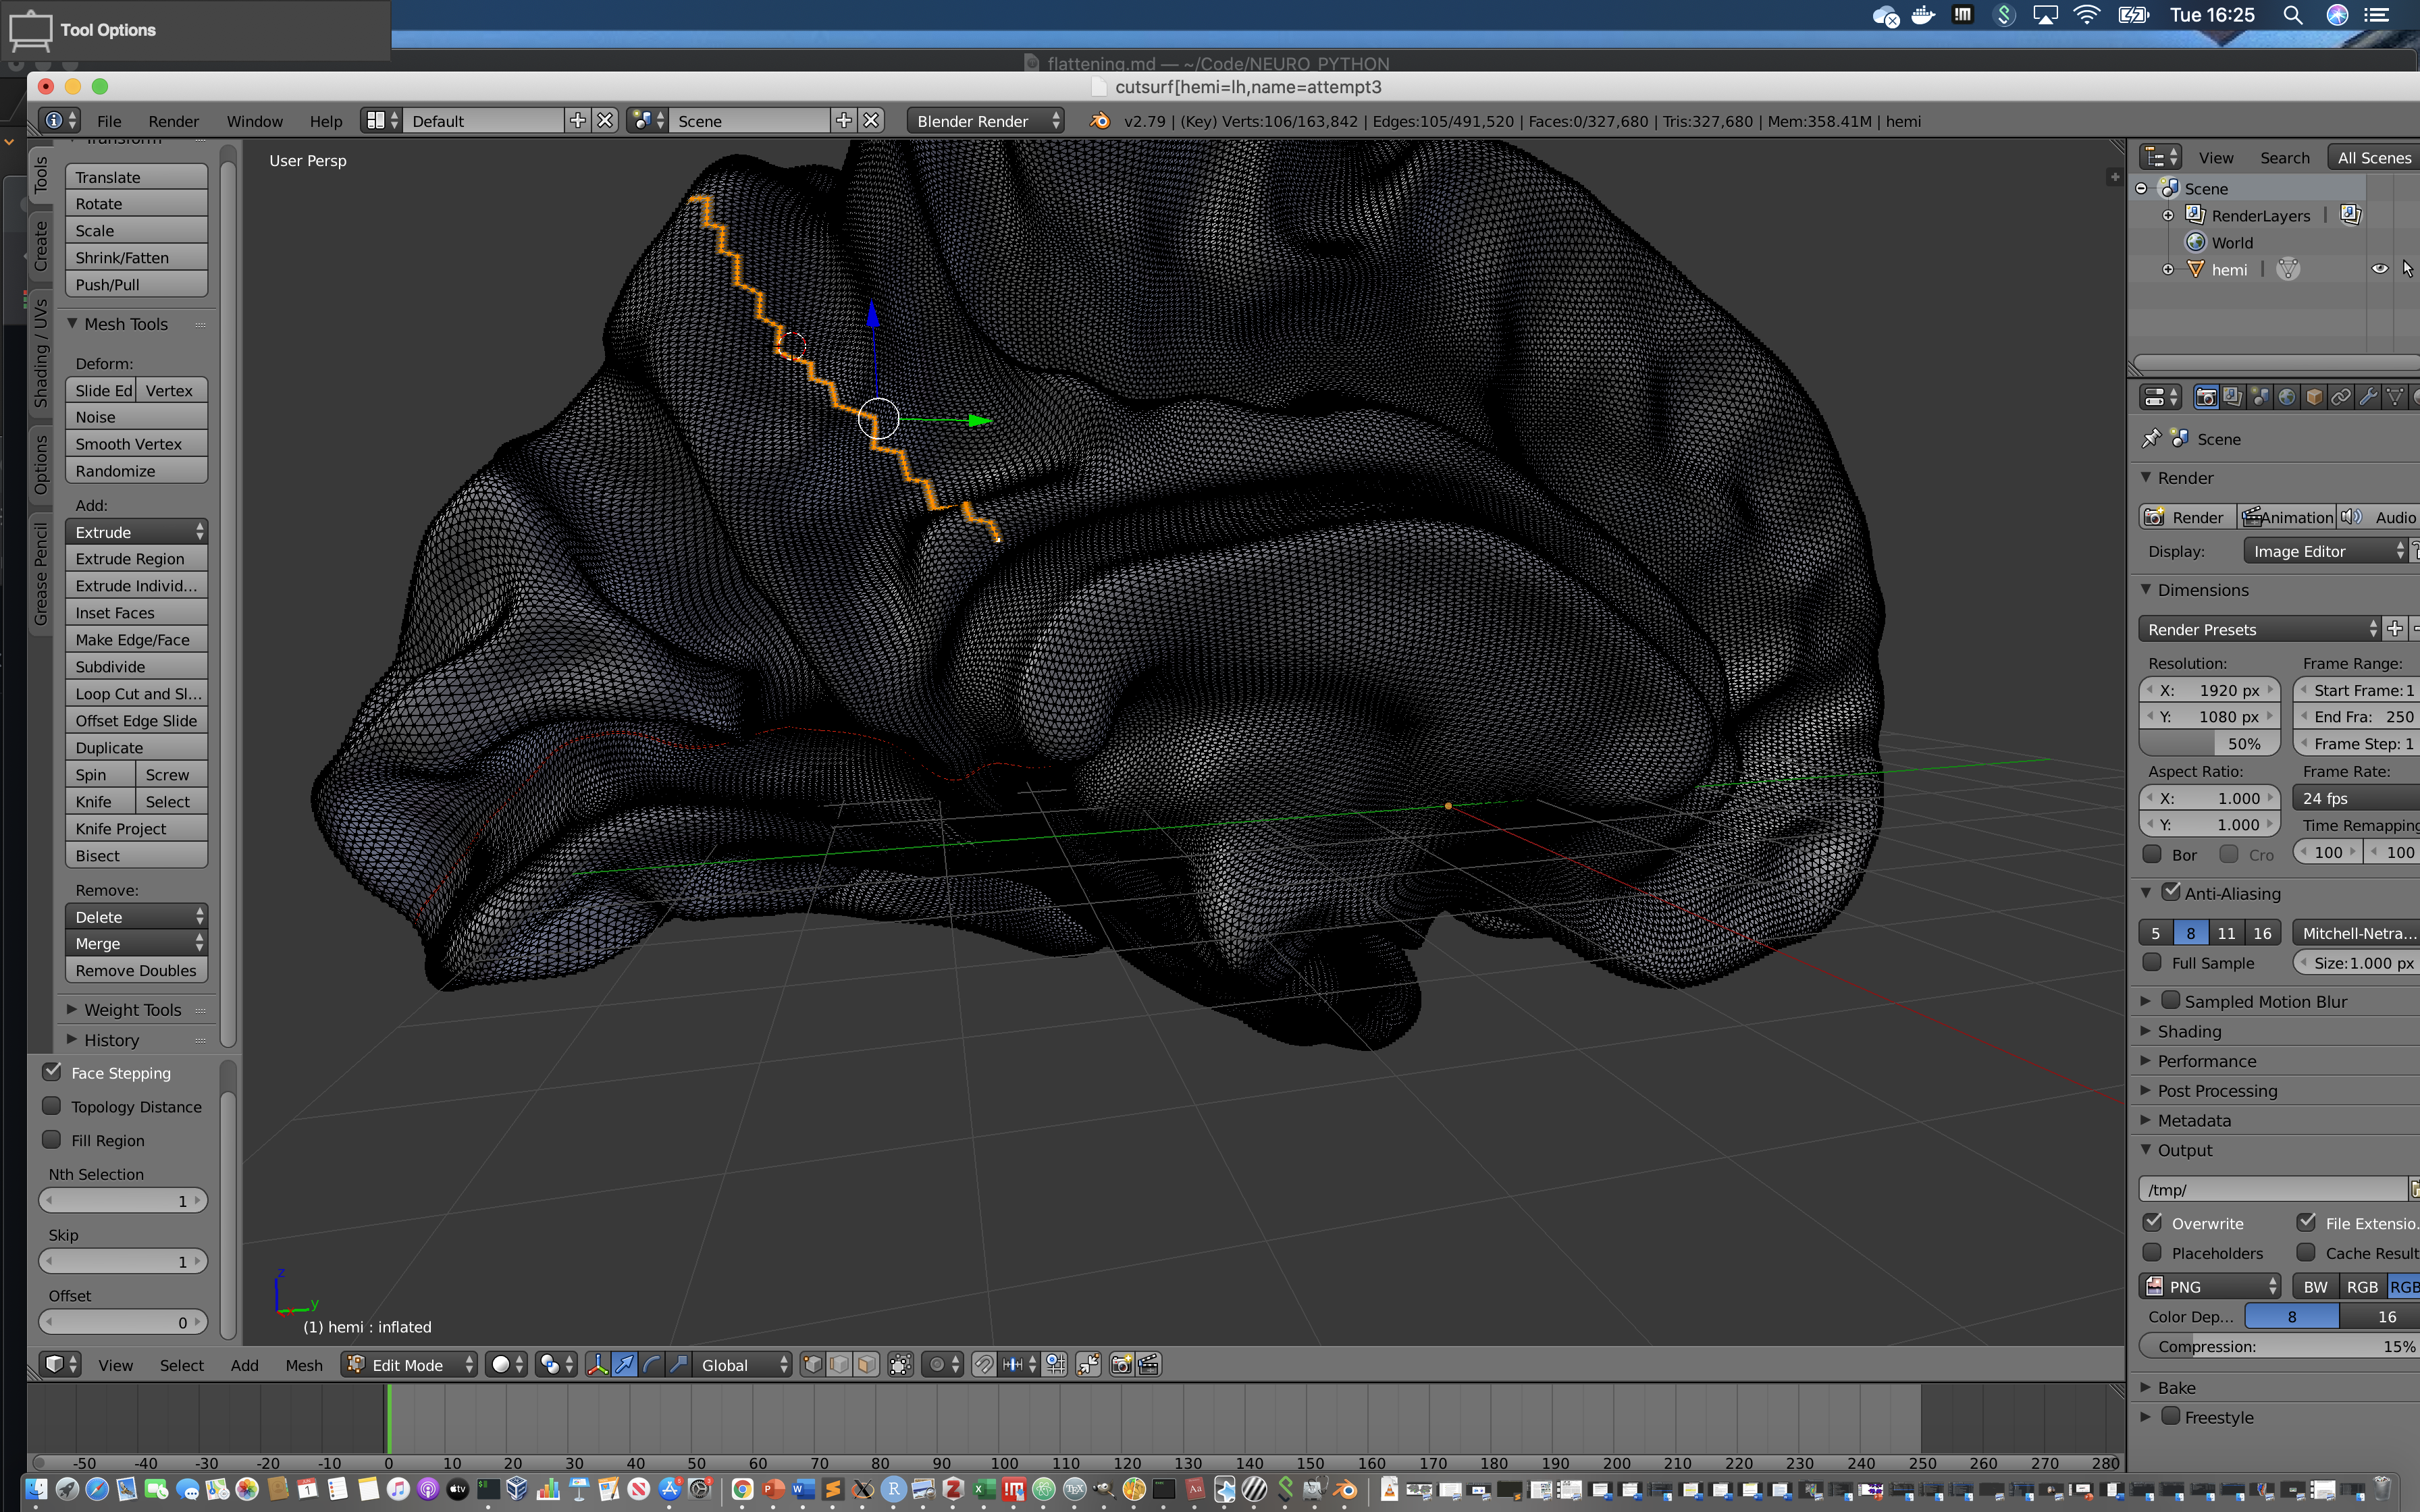 Tool Options
Tue 16:25
flattening.md — ~/Code/NEURO_PYTHON
cutsurf[hemi=lh,name=attempt3
File
Render
Window
Help
Default
Scene
Blender Render
v2.79 | (Key) Verts:106/163,842 | Edges:105/491,520 | Faces:0/327,680 | Tris:327,680 | Mem:358.41M | hemi
Tools
Create
Shading / UVs
Options
Grease Pencil
Transform
Translate
Rotate
Scale
Shrink/Fatten
Push/Pull
Mesh Tools
Deform:
Slide Ed
Vertex
Noise
Smooth Vertex
Randomize
Add:
Extrude
Extrude Region
Extrude Individ...
Inset Faces
Make Edge/Face
Subdivide
Loop Cut and Sl...
Offset Edge Slide
Duplicate
Spin
Screw
Knife
Select
Knife Project
Bisect
Remove:
Delete
Merge
Remove Doubles
Weight Tools
History
Face Stepping
Topology Distance
Fill Region
Nth Selection
1
Skip
1
Offset
0
User Persp
z
y
(1) hemi : inflated
View
Select
Add
Mesh
Edit Mode
Global
-50 -40 -30 -20 -10 0 10 20 30 40 50 60 70 80 90 100 110 120 130 140 150 160 170 180 190 200 210 220 230 240 250 260 270 280
View
Search
All Scenes
Scene
RenderLayers
World
hemi
Scene
Render
Render
Animation
Audio
Display:
Image Editor
Dimensions
Render Presets
Resolution:
Frame Range:
X: 1920 px
Start Frame: 1
Y: 1080 px
End Fra: 250
50%
Frame Step: 1
Aspect Ratio:
Frame Rate:
X: 1.000
24 fps
Y: 1.000
Time Remapping
Bor
Cro
100
100
Anti-Aliasing
5
8
11
16
Mitchell-Netra...
Full Sample
Size: 1.000 px
Sampled Motion Blur
Shading
Performance
Post Processing
Metadata
Output
/tmp/
Overwrite
File Extensio.
Placeholders
Cache Result
PNG
BW
RGB
RGB
Color Dep...
8
16
Compression:
15%
Bake
Freestyle